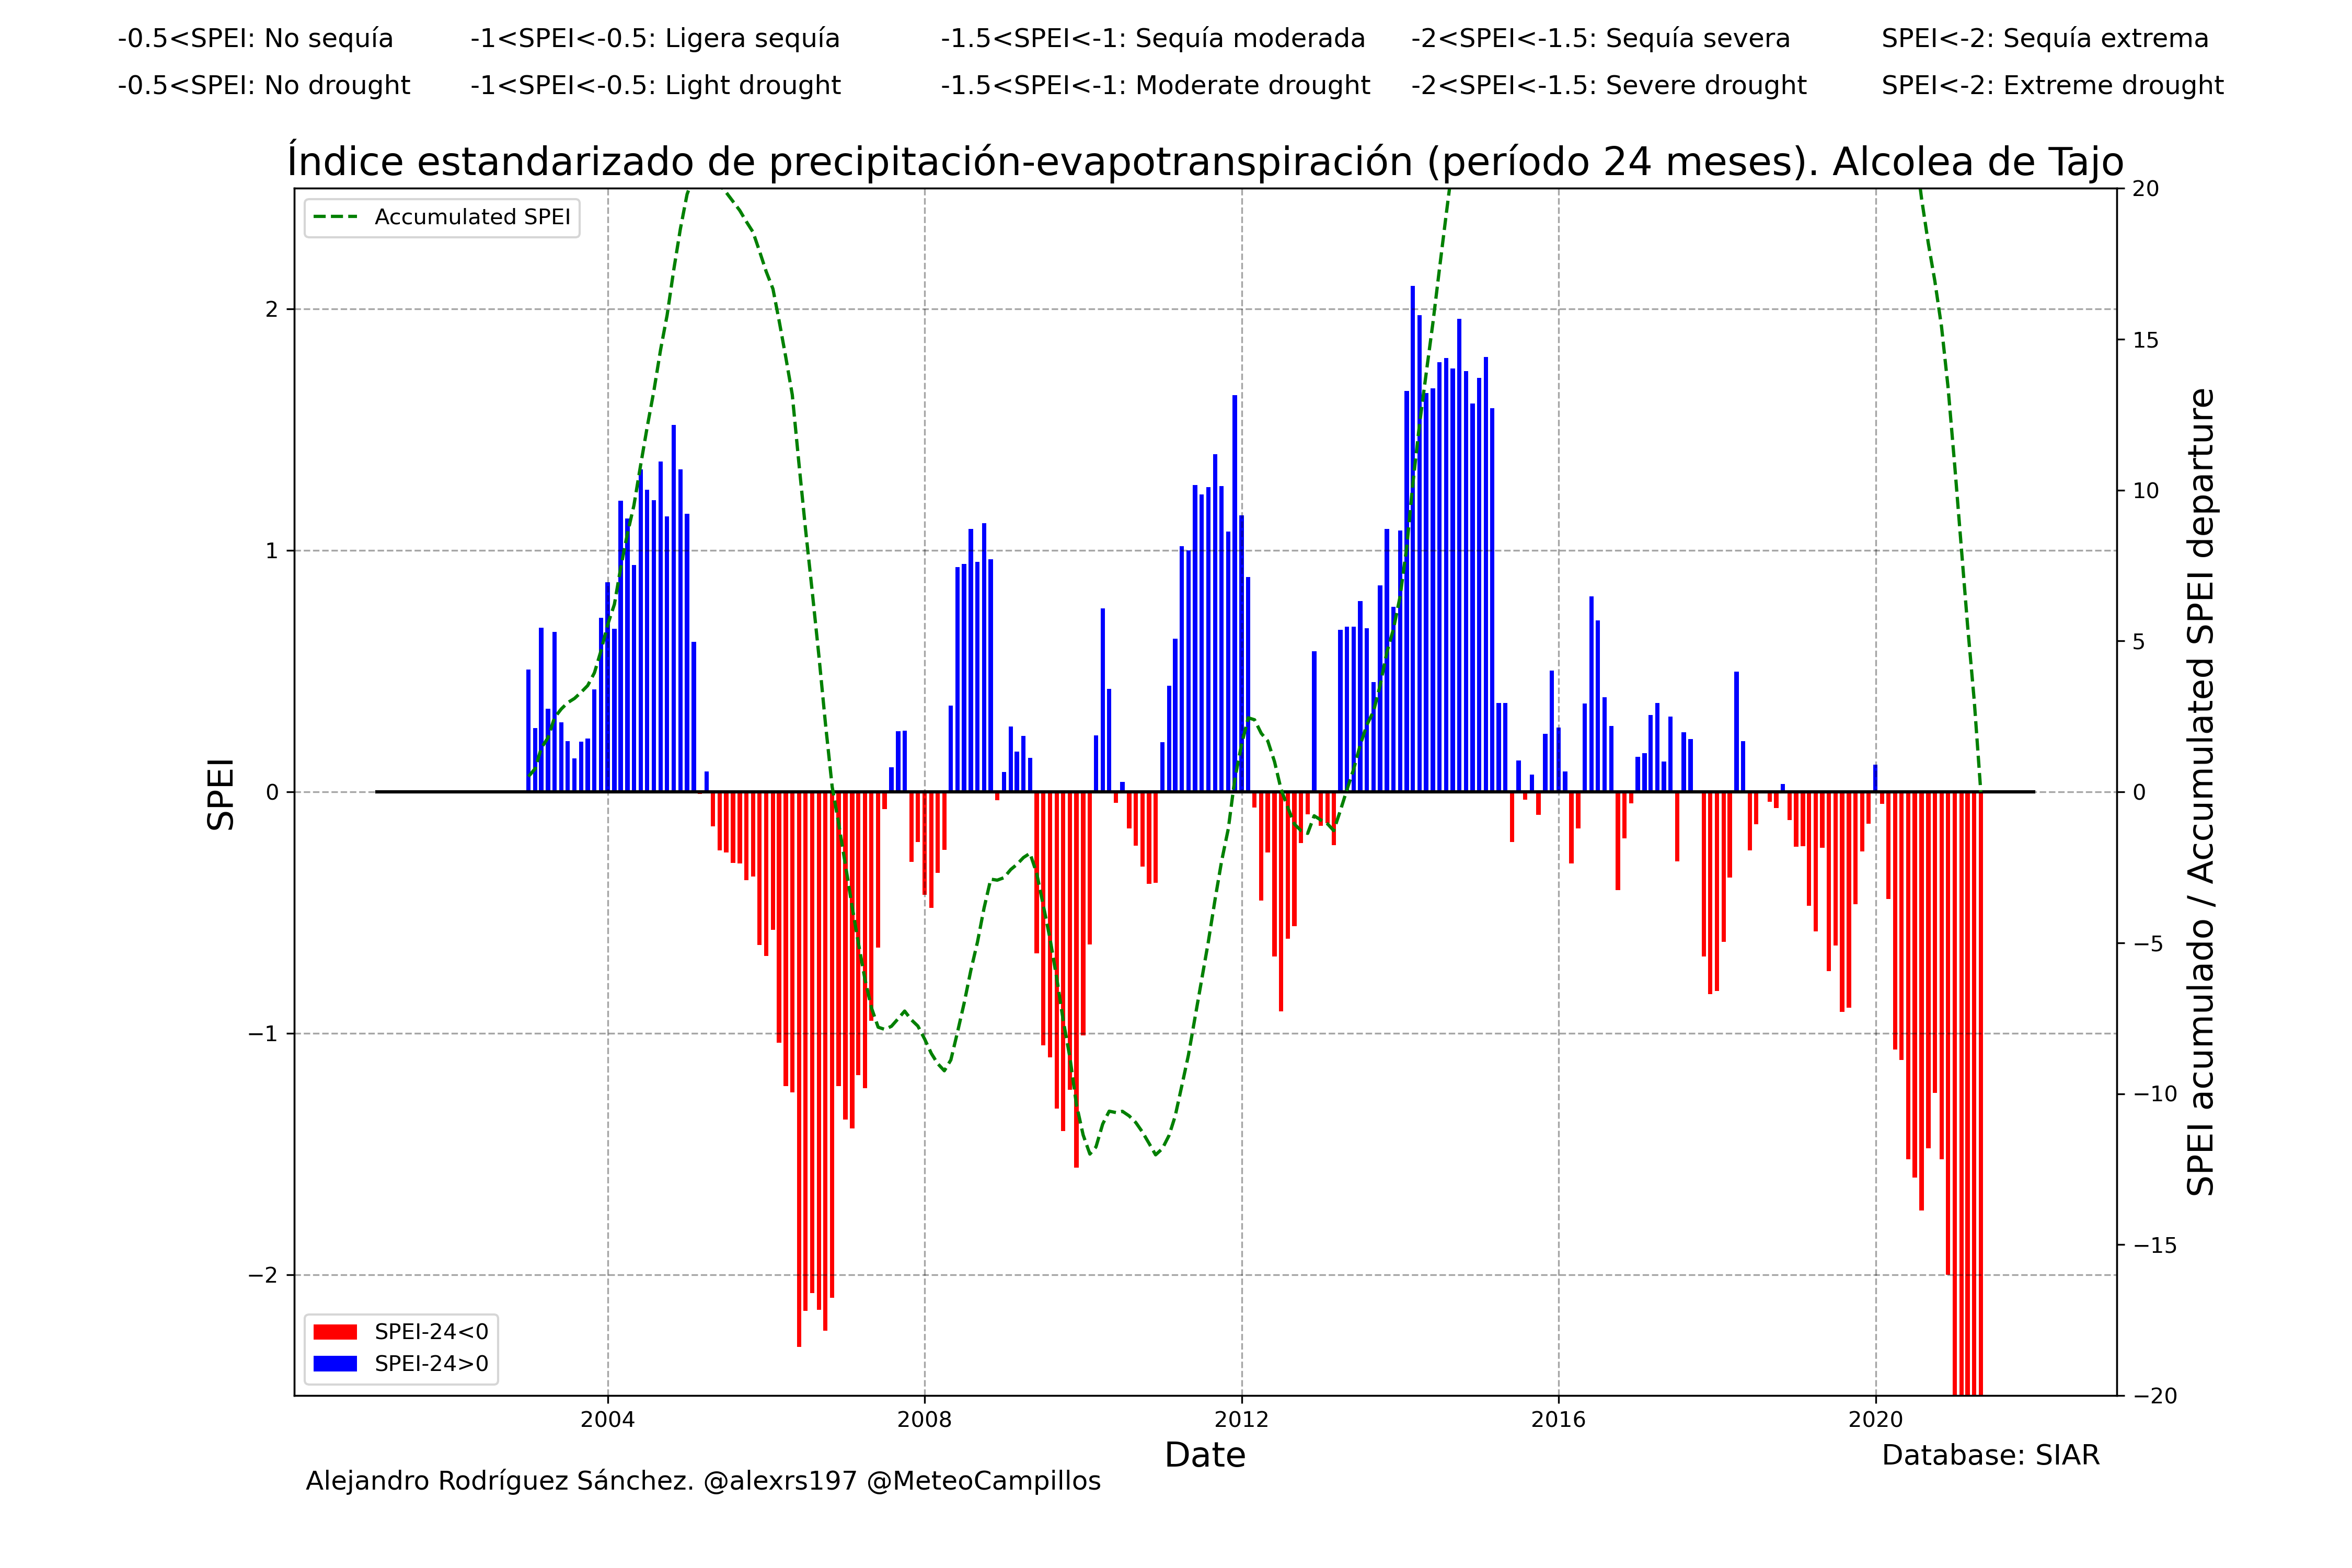 -0.5<SPEI: No sequía -1<SPEI<-0.5: Ligera sequía -1.5<SPEI<-1: Sequía moderada -2<SPEI<-1.5: Sequía severa SPEI<-2: Sequía extrema
-0.5<SPEI: No drought -1<SPEI<-0.5: Light drought -1.5<SPEI<-1: Moderate drought -2<SPEI<-1.5: Severe drought SPEI<-2: Extreme drought
Índice estandarizado de precipitación-evapotranspiración (período 24 meses). Alcolea de Tajo
Accumulated SPEI
2
1
0
−1
−2
SPEI
20
15
10
5
0
−5
−10
−15
−20
SPEI acumulado / Accumulated SPEI departure
SPEI-24<0
SPEI-24>0
2004 2008 2012 2016 2020
Date
Database: SIAR
Alejandro Rodríguez Sánchez. @alexrs197 @MeteoCampillos